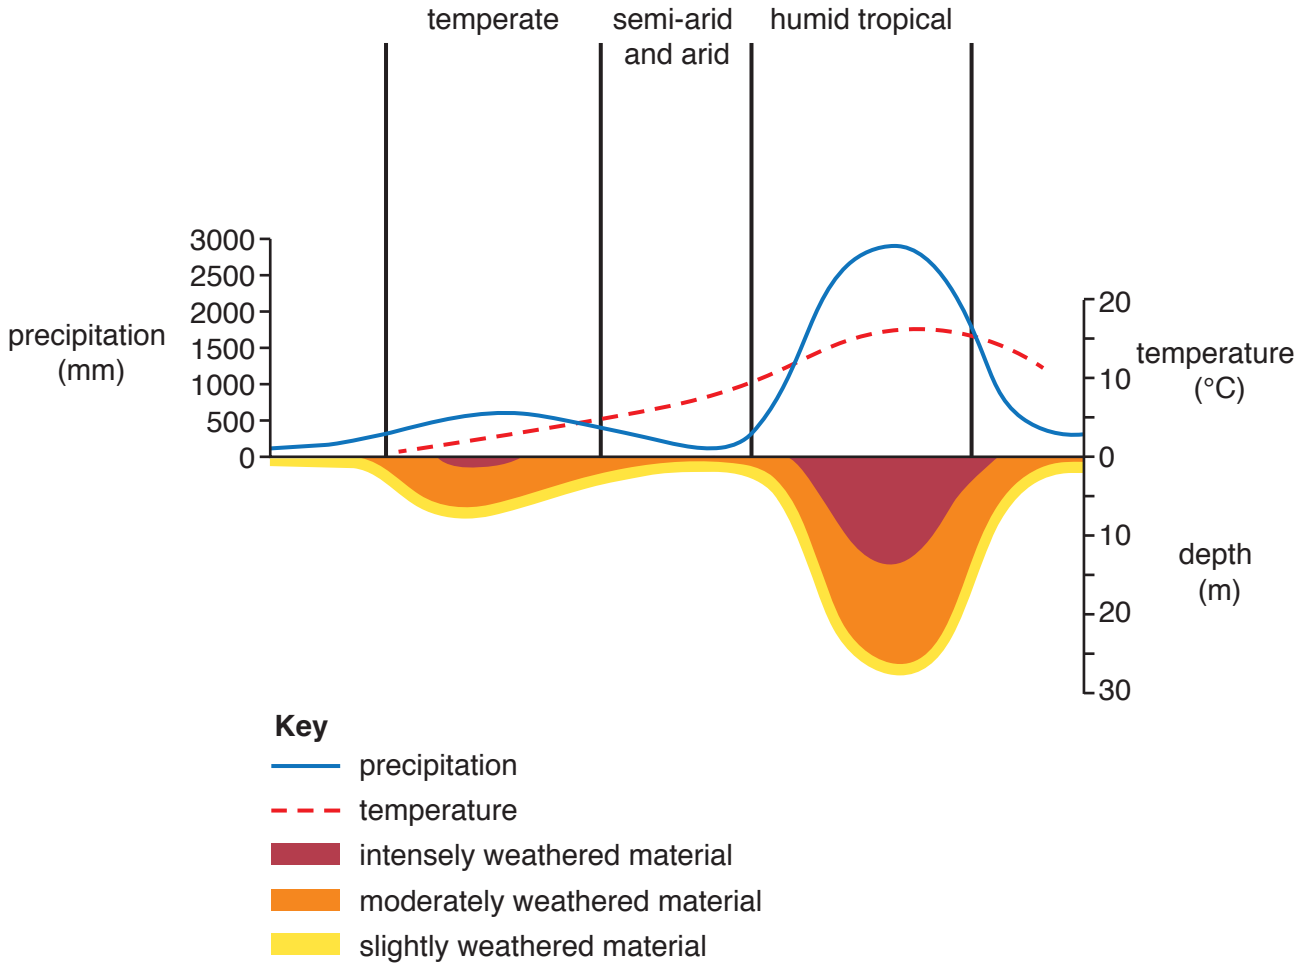 temperate
semi-arid
and arid
humid tropical
precipitation
(mm)
3000
2500
2000
1500
1000
500
0
20
10
0
10
20
30
temperature
(°C)
depth
(m)
Key
precipitation
temperature
intensely weathered material
moderately weathered material
slightly weathered material